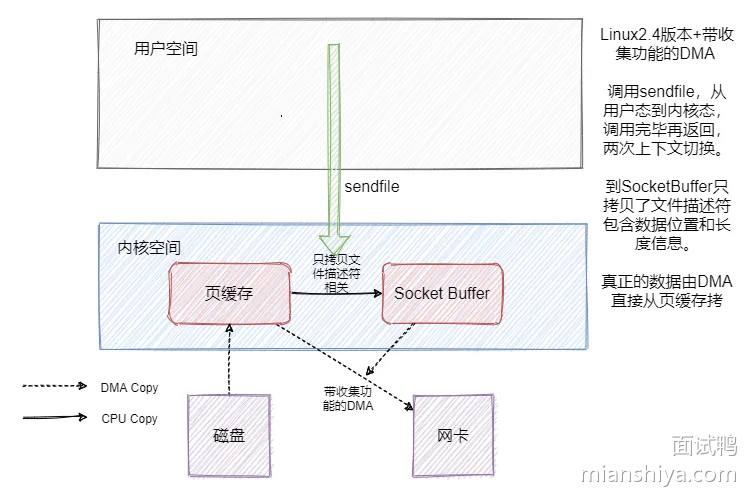 用户空间
Linux2.4版本+带收
集功能的DMA
调用sendfile，从
用户态到内核态，
调用完毕再返回，
两次上下文切换。
sendfile
到SocketBuffer只
拷贝了文件描述符
包含数据位置和长
度信息。
真正的数据由DMA
直接从页缓存拷
内核空间
只拷贝文
件描述符
相关
页缓存
Socket Buffer
DMA Copy
CPU Copy
带收集功
能的DMA
磁盘
网卡
面试鸭
mianshiya.com